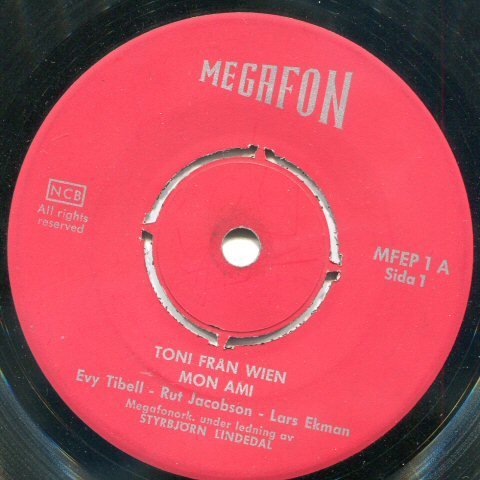 MEGAFON
NCB
All rights
reserved
MFEP 1 A
Sida 1
TONI FRÅN WIEN
MON AMI
Evy Tibell - Rut Jacobson - Lars Ekman
Megafonork. under ledning av
STYRBJÖRN LINDEDAL